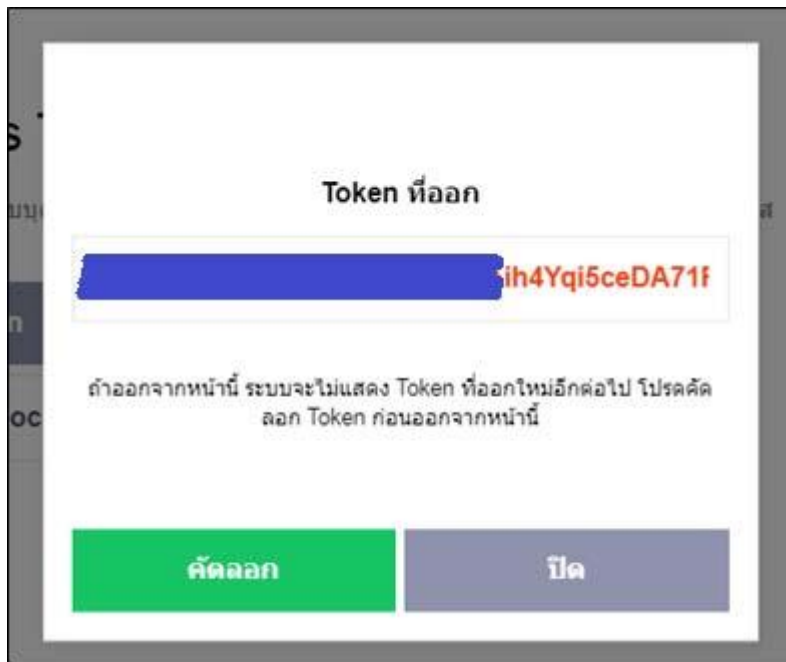 Token ที่ออก
ih4Yqi5ceDA71F
ถ้าออกจากหน้านี้ ระบบจะไม่แสดง Token ที่ออกใหม่อีกต่อไป โปรดคัด
ลอก Token ก่อนออกจากหน้านี้
คัดลอก
ปิด